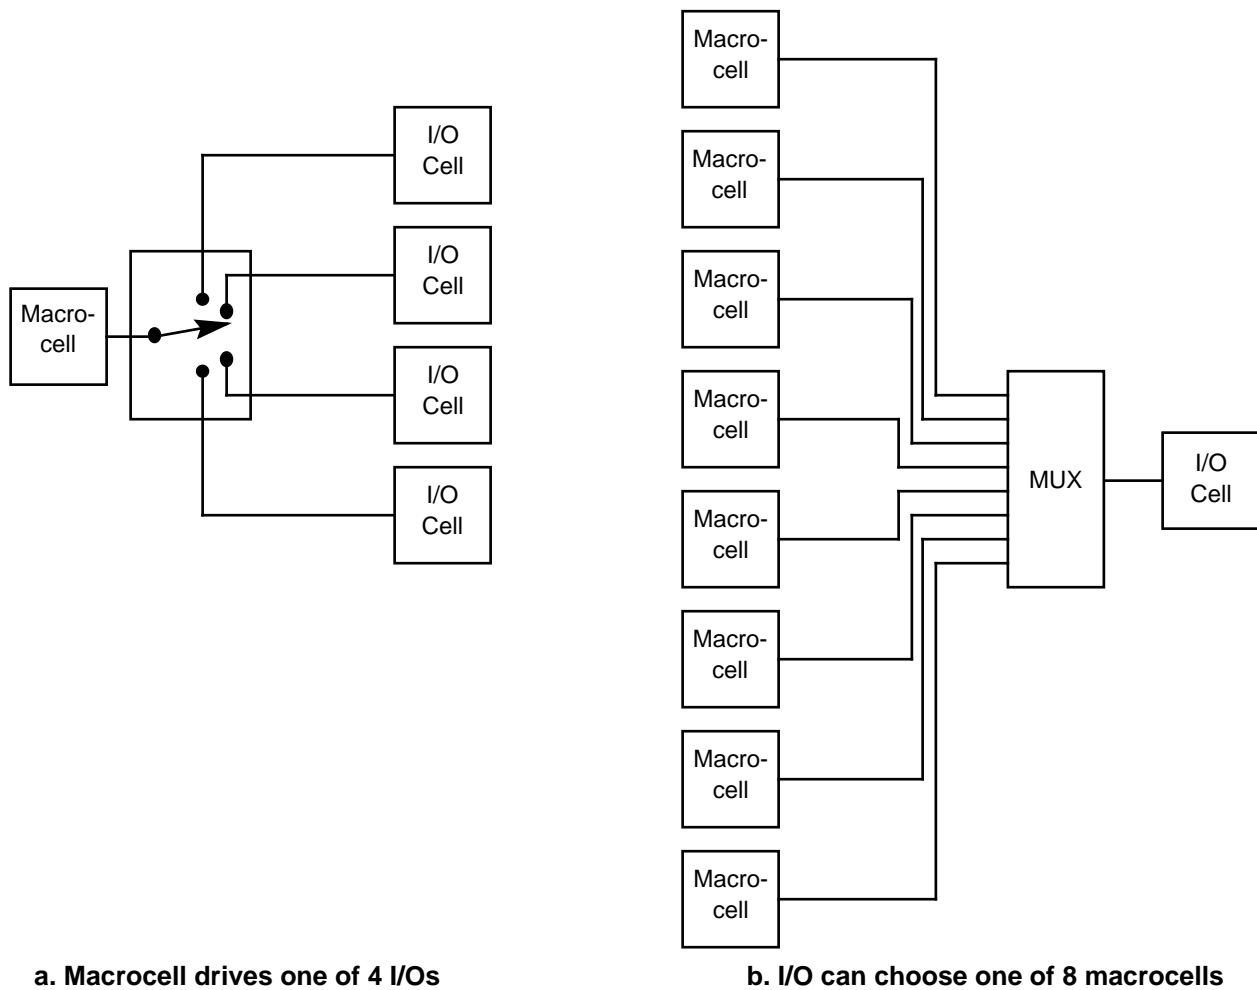 Macro-
cell
I/O
Cell
I/O
Cell
I/O
Cell
I/O
Cell
a. Macrocell drives one of 4 I/Os
Macro-
cell
Macro-
cell
Macro-
cell
Macro-
cell
Macro-
cell
Macro-
cell
Macro-
cell
Macro-
cell
MUX
I/O
Cell
b. I/O can choose one of 8 macrocells